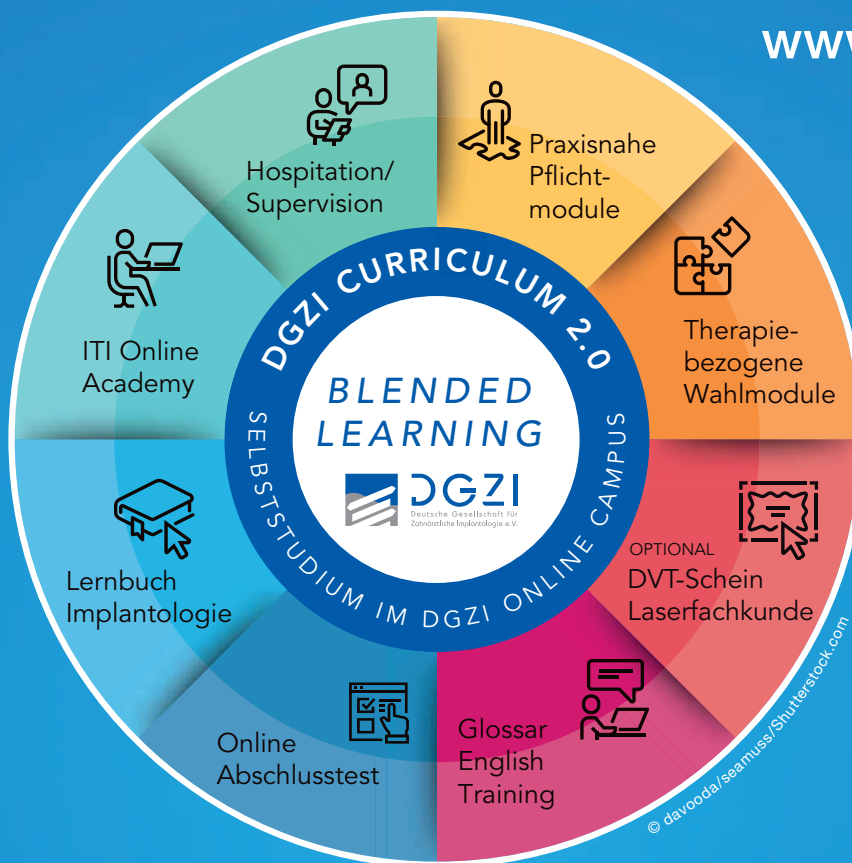 www
Hospitation/
Supervision
Praxisnahe
Pflicht-
module
ITI Online
Academy
Therapie-
bezogene
Wahlmodule
DGZI CURRICULUM 2.0
BLENDED
LEARNING
DGZI
Deutsche Gesellschaft für
Zahnärztliche Implantologie e.V.
SELBSTSTUDIUM IM DGZI ONLINE CAMPUS
Lernbuch
Implantologie
OPTIONAL
DVT-Schein
Laserfachkunde
Online
Abschlusstest
Glossar
English
Training
© davooda/seamuss/Shutterstock.com